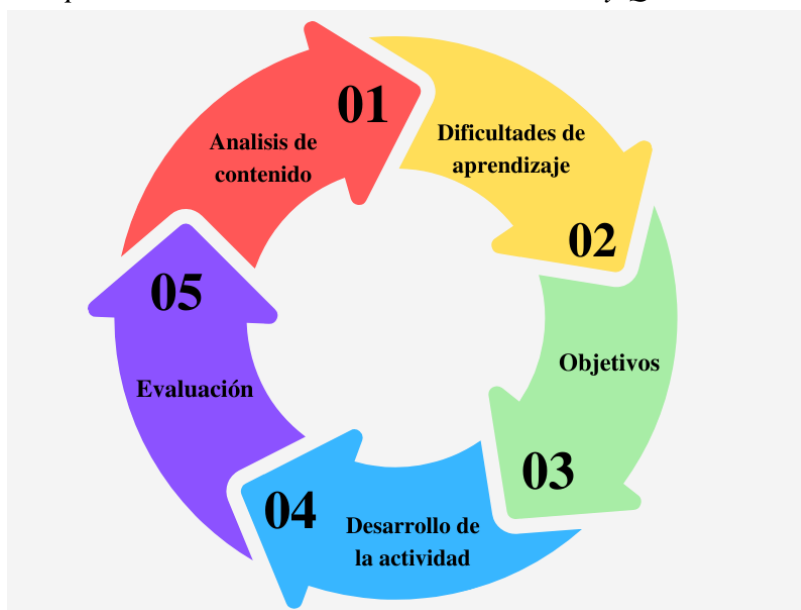 y
01
Analisis de
contenido
Dificultades de
aprendizaje
02
Objetivos
03
Desarrollo de
la actividad
04
Evaluación
05